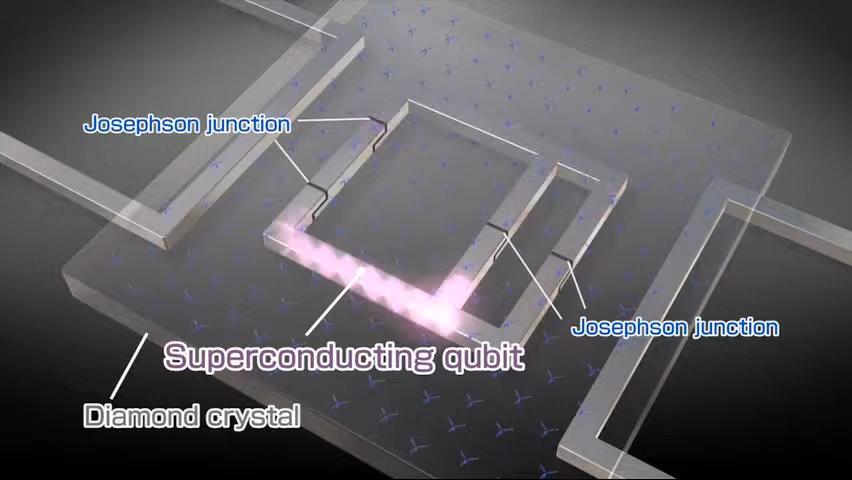 Josephson junction
Josephson junction
Superconducting qubit
Diamond crystal